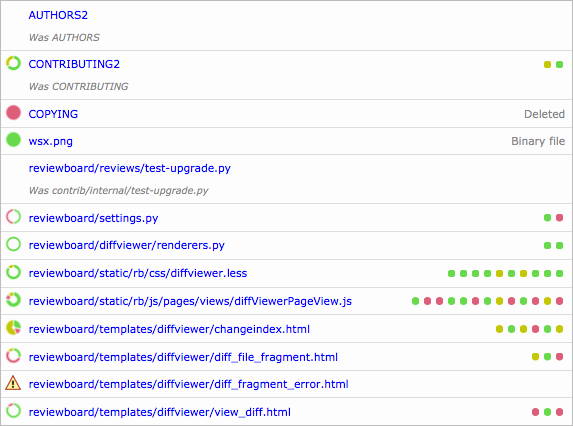 AUTHORS2
Was AUTHORS
CONTRIBUTING2
Was CONTRIBUTING
COPYING Deleted
wsx.png Binary file
reviewboard/reviews/test-upgrade.py
Was contrib/internal/test-upgrade.py
reviewboard/settings.py
reviewboard/diffviewer/renderers.py
reviewboard/static/rb/css/diffviewer.less
reviewboard/static/rb/js/pages/views/diffViewerPageView.js
reviewboard/templates/diffviewer/changeindex.html
reviewboard/templates/diffviewer/diff_file_fragment.html
reviewboard/templates/diffviewer/diff_fragment_error.html
reviewboard/templates/diffviewer/view_diff.html